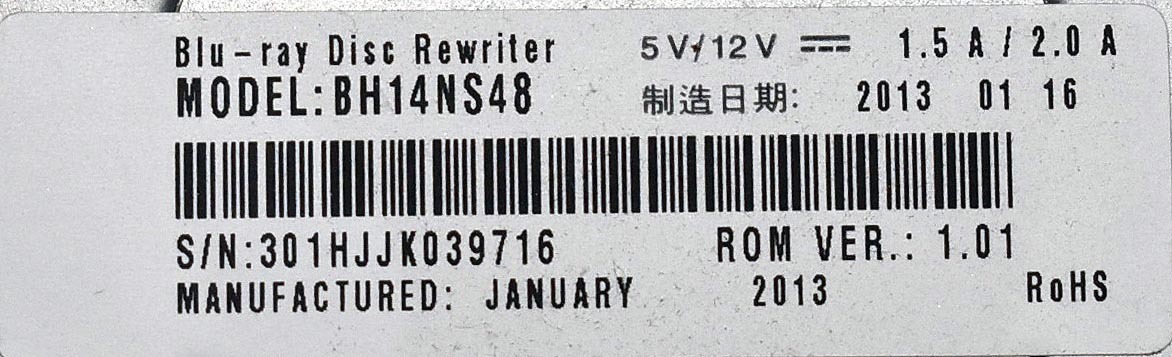 Blu-ray Disc Rewriter 5V/12V ⎓ 1.5 A / 2.0 A
MODEL:BH14NS48 制造日期: 2013 01 16
S/N:301HJJK039716 ROM VER.: 1.01
MANUFACTURED: JANUARY 2013 RoHS